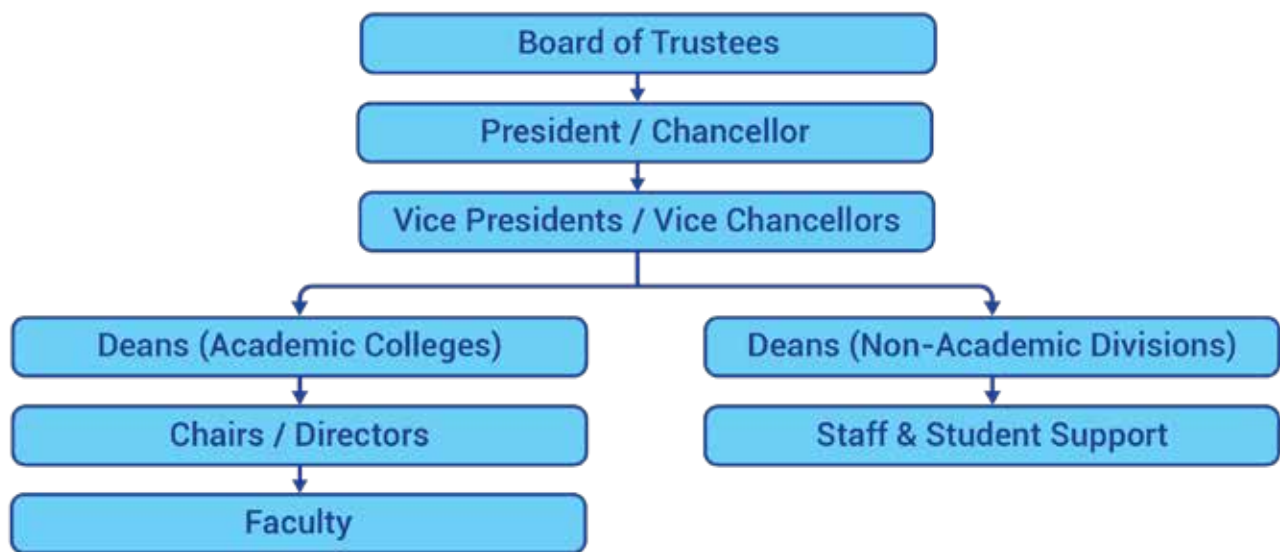 Board of Trustees
President / Chancellor
Vice Presidents / Vice Chancellors
Deans (Academic Colleges)
Deans (Non-Academic Divisions)
Chairs / Directors
Staff & Student Support
Faculty